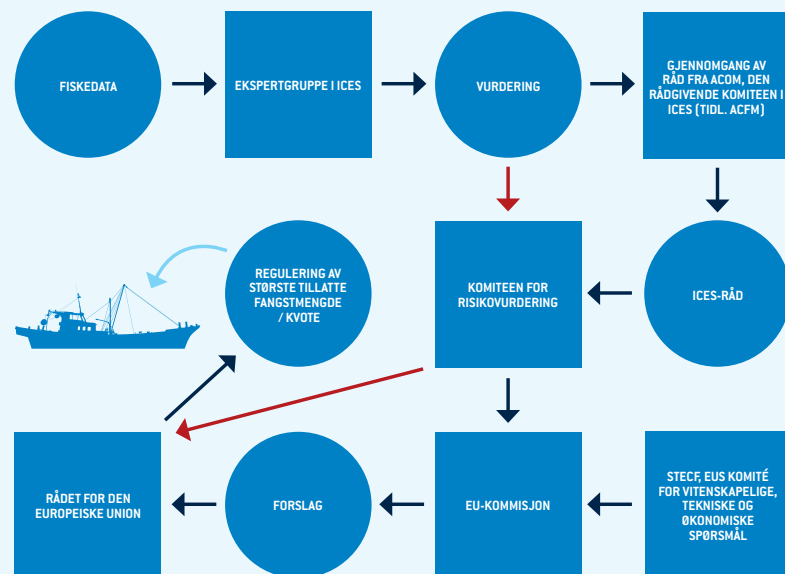 FISKEDATA
EKSPERTGRUPPE I ICES
VURDERING
GJENNOMGANG AV
RÅD FRA ACOM, DEN
RÅDGIVENDE KOMITEEN I
ICES (TIDL. ACFM)
REGULERING AV
STØRSTE TILLATTE
FANGSTMENGDE
/ KVOTE
KOMITEEN FOR
RISIKOVURDERING
ICES-RÅD
RÅDET FOR DEN
EUROPEISKE UNION
FORSLAG
EU-KOMMISJON
STECF, EUS KOMITÉ
FOR VITENSKAPELIGE,
TEKNISKE OG
ØKONOMISKE
SPØRSMÅL